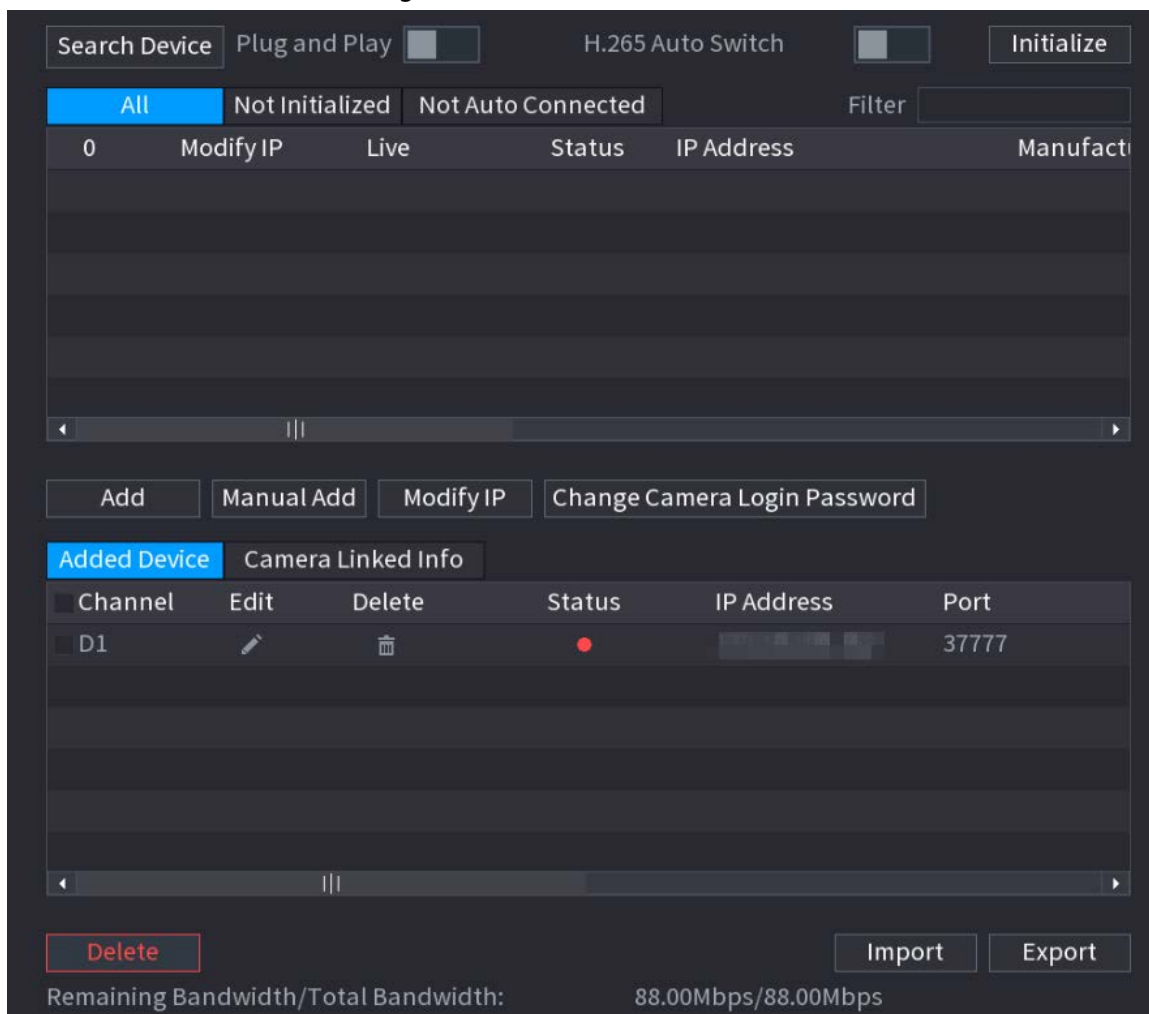 Search Device Plug and Play H.265 Auto Switch Initialize
All Not Initialized Not Auto Connected Filter
0 Modify IP Live Status IP Address Manufactu
Add Manual Add Modify IP Change Camera Login Password
Added Device Camera Linked Info
Channel Edit Delete Status IP Address Port
D1 37777
Delete Import Export
Remaining Bandwidth/Total Bandwidth: 88.00Mbps/88.00Mbps